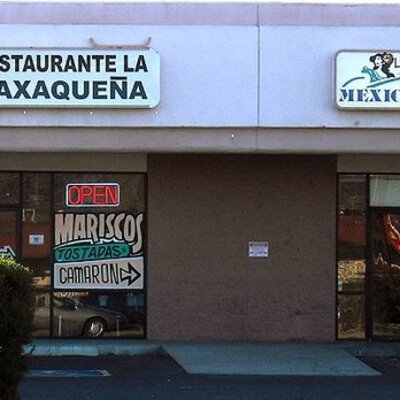 STAURANTE LA
AXAQUEÑA
MEXIC
OPEN
MARISCOS
TOSTADAS
CAMARON